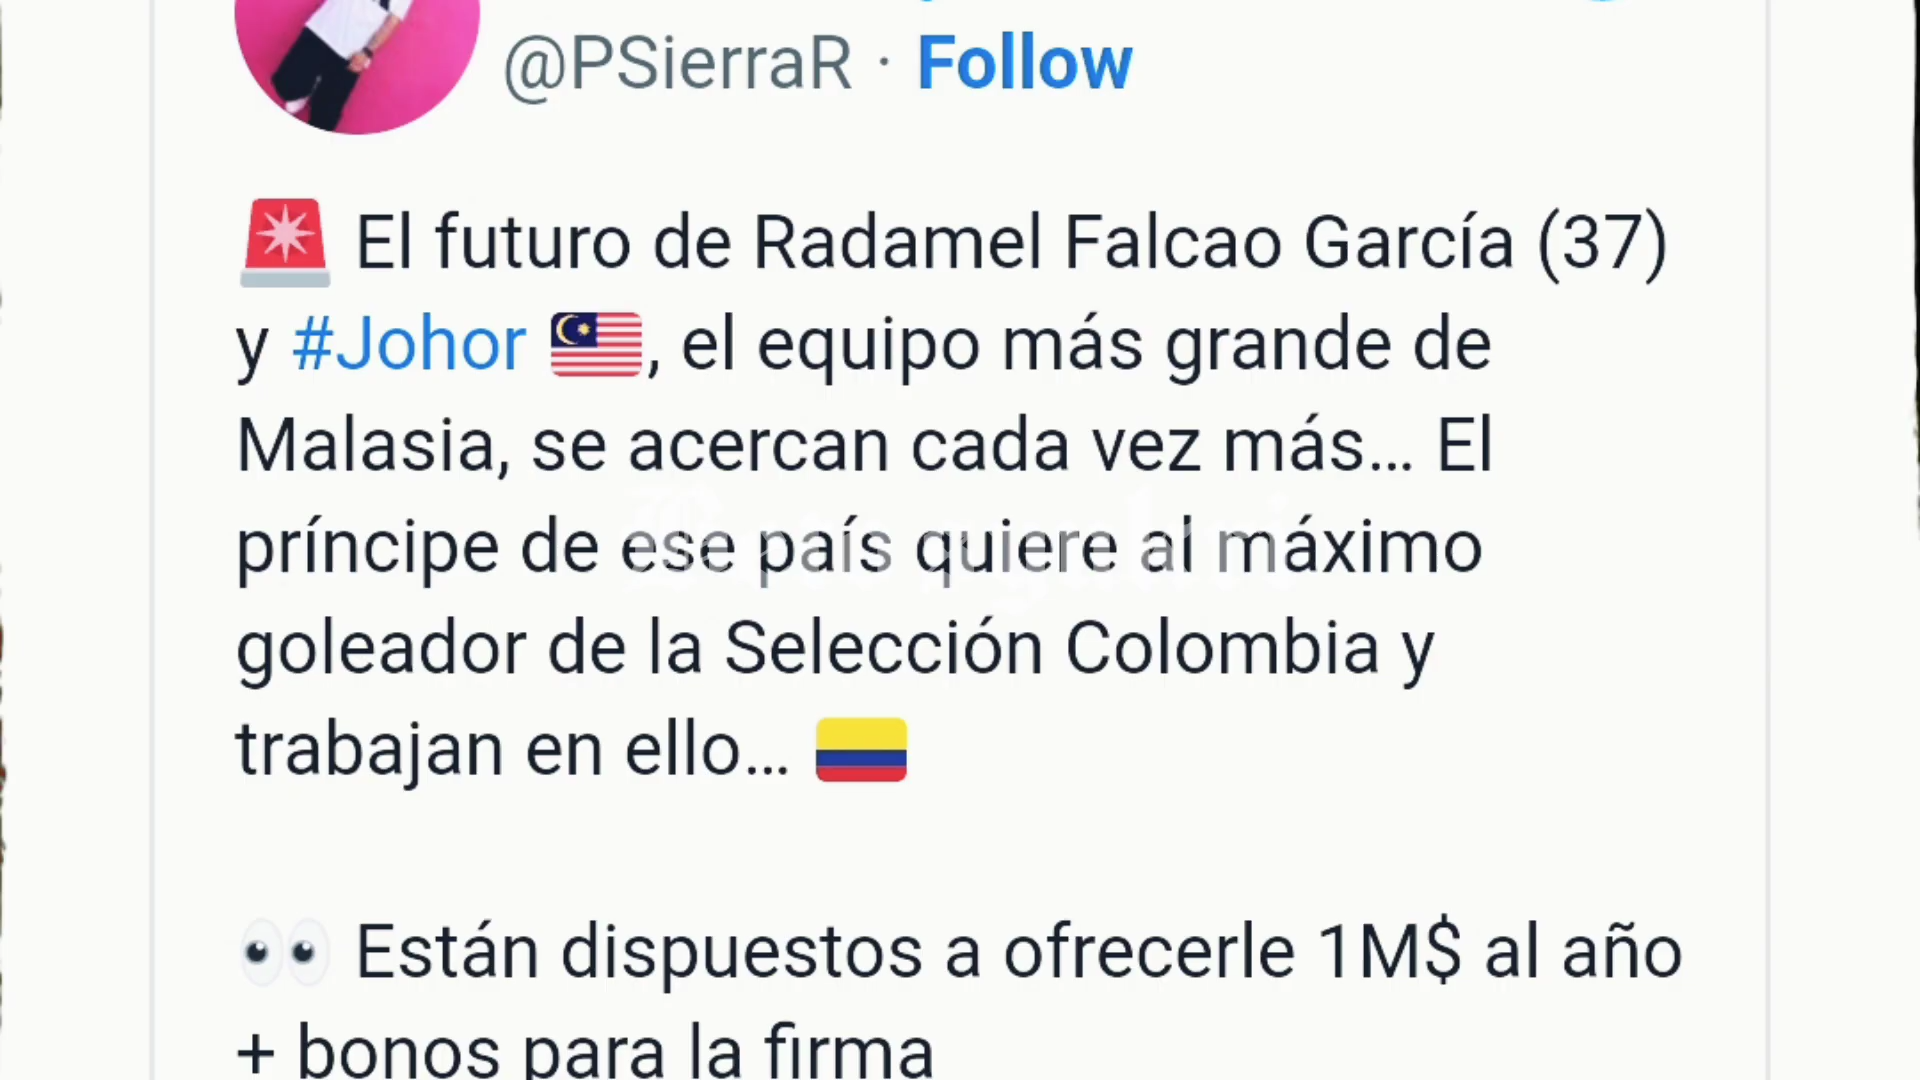 @PSierraR · Follow
🚨 El futuro de Radamel Falcao García (37)
y #Johor 🇲🇾, el equipo más grande de
Malasia, se acercan cada vez más... El
príncipe de ese país quiere al máximo
goleador de la Selección Colombia y
trabajan en ello... 🇨🇴
👀 Están dispuestos a ofrecerle 1M$ al año
+ bonos para la firma